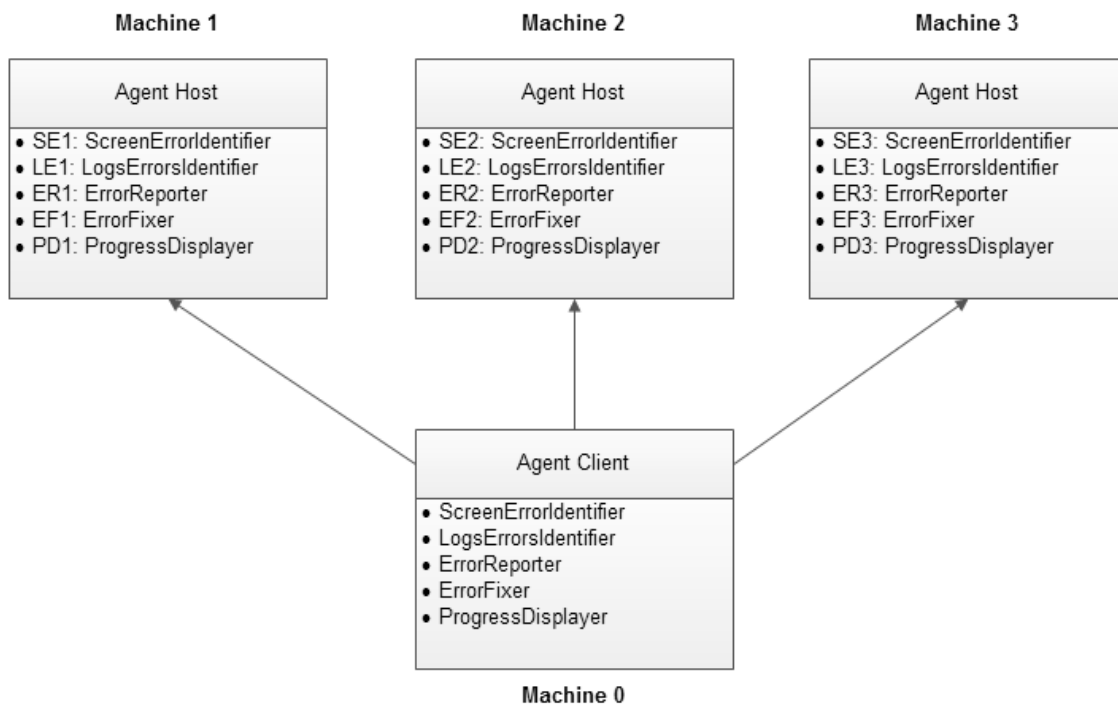 Machine 1
Machine 2
Machine 3
Agent Host
• SE1: ScreenErrorIdentifier
• LE1: LogsErrorsIdentifier
• ER1: ErrorReporter
• EF1: ErrorFixer
• PD1: ProgressDisplayer
Agent Host
• SE2: ScreenErrorIdentifier
• LE2: LogsErrorsIdentifier
• ER2: ErrorReporter
• EF2: ErrorFixer
• PD2: ProgressDisplayer
Agent Host
• SE3: ScreenErrorIdentifier
• LE3: LogsErrorsIdentifier
• ER3: ErrorReporter
• EF3: ErrorFixer
• PD3: ProgressDisplayer
Agent Client
• ScreenErrorIdentifier
• LogsErrorsIdentifier
• ErrorReporter
• ErrorFixer
• ProgressDisplayer
Machine 0